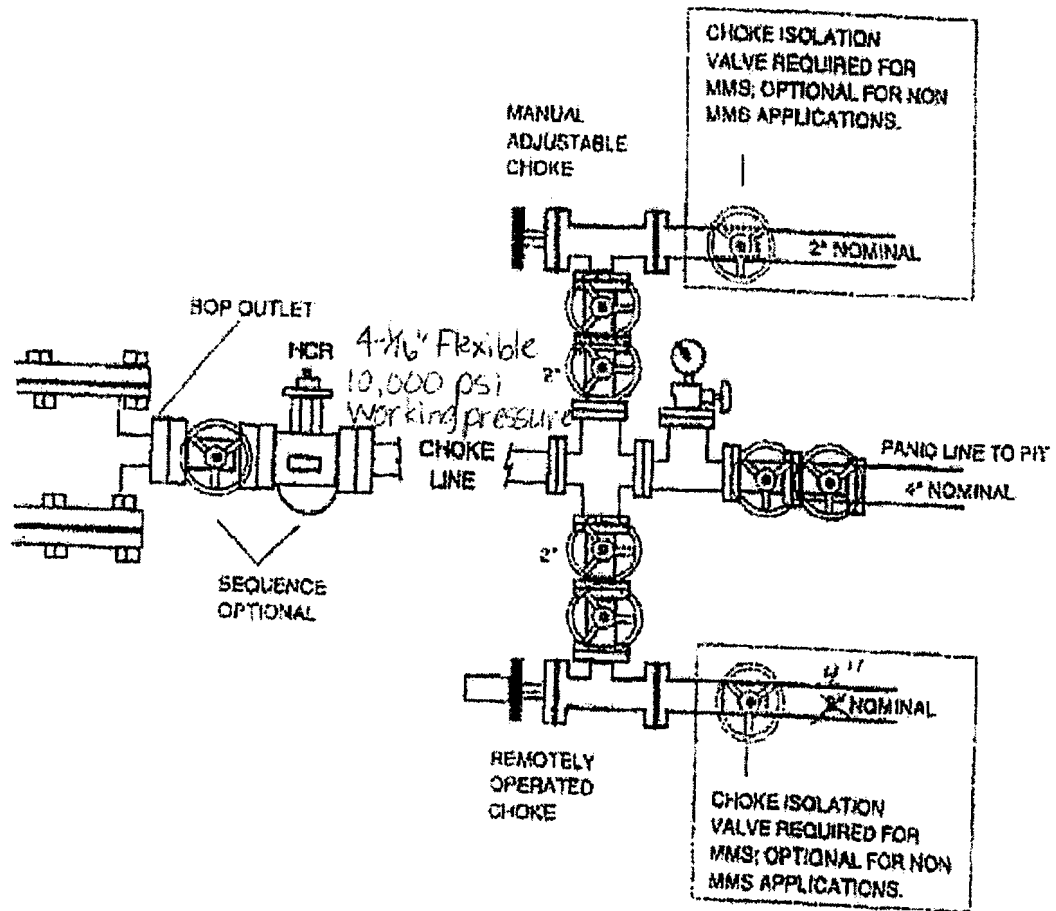 CHOKE ISOLATION
VALVE REQUIRED FOR
MMS; OPTIONAL FOR NON
MMS APPLICATIONS.
MANUAL
ADJUSTABLE
CHOKE
2" NOMINAL
BOP OUTLET
HCR
4-1/16" Flexible
10,000 psi
Working pressure
2"
CHOKE
LINE
PANIC LINE TO PIT
4" NOMINAL
2"
SEQUENCE
OPTIONAL
4"
NOMINAL
REMOTELY
OPERATED
CHOKE
CHOKE ISOLATION
VALVE REQUIRED FOR
MMS; OPTIONAL FOR NON
MMS APPLICATIONS.